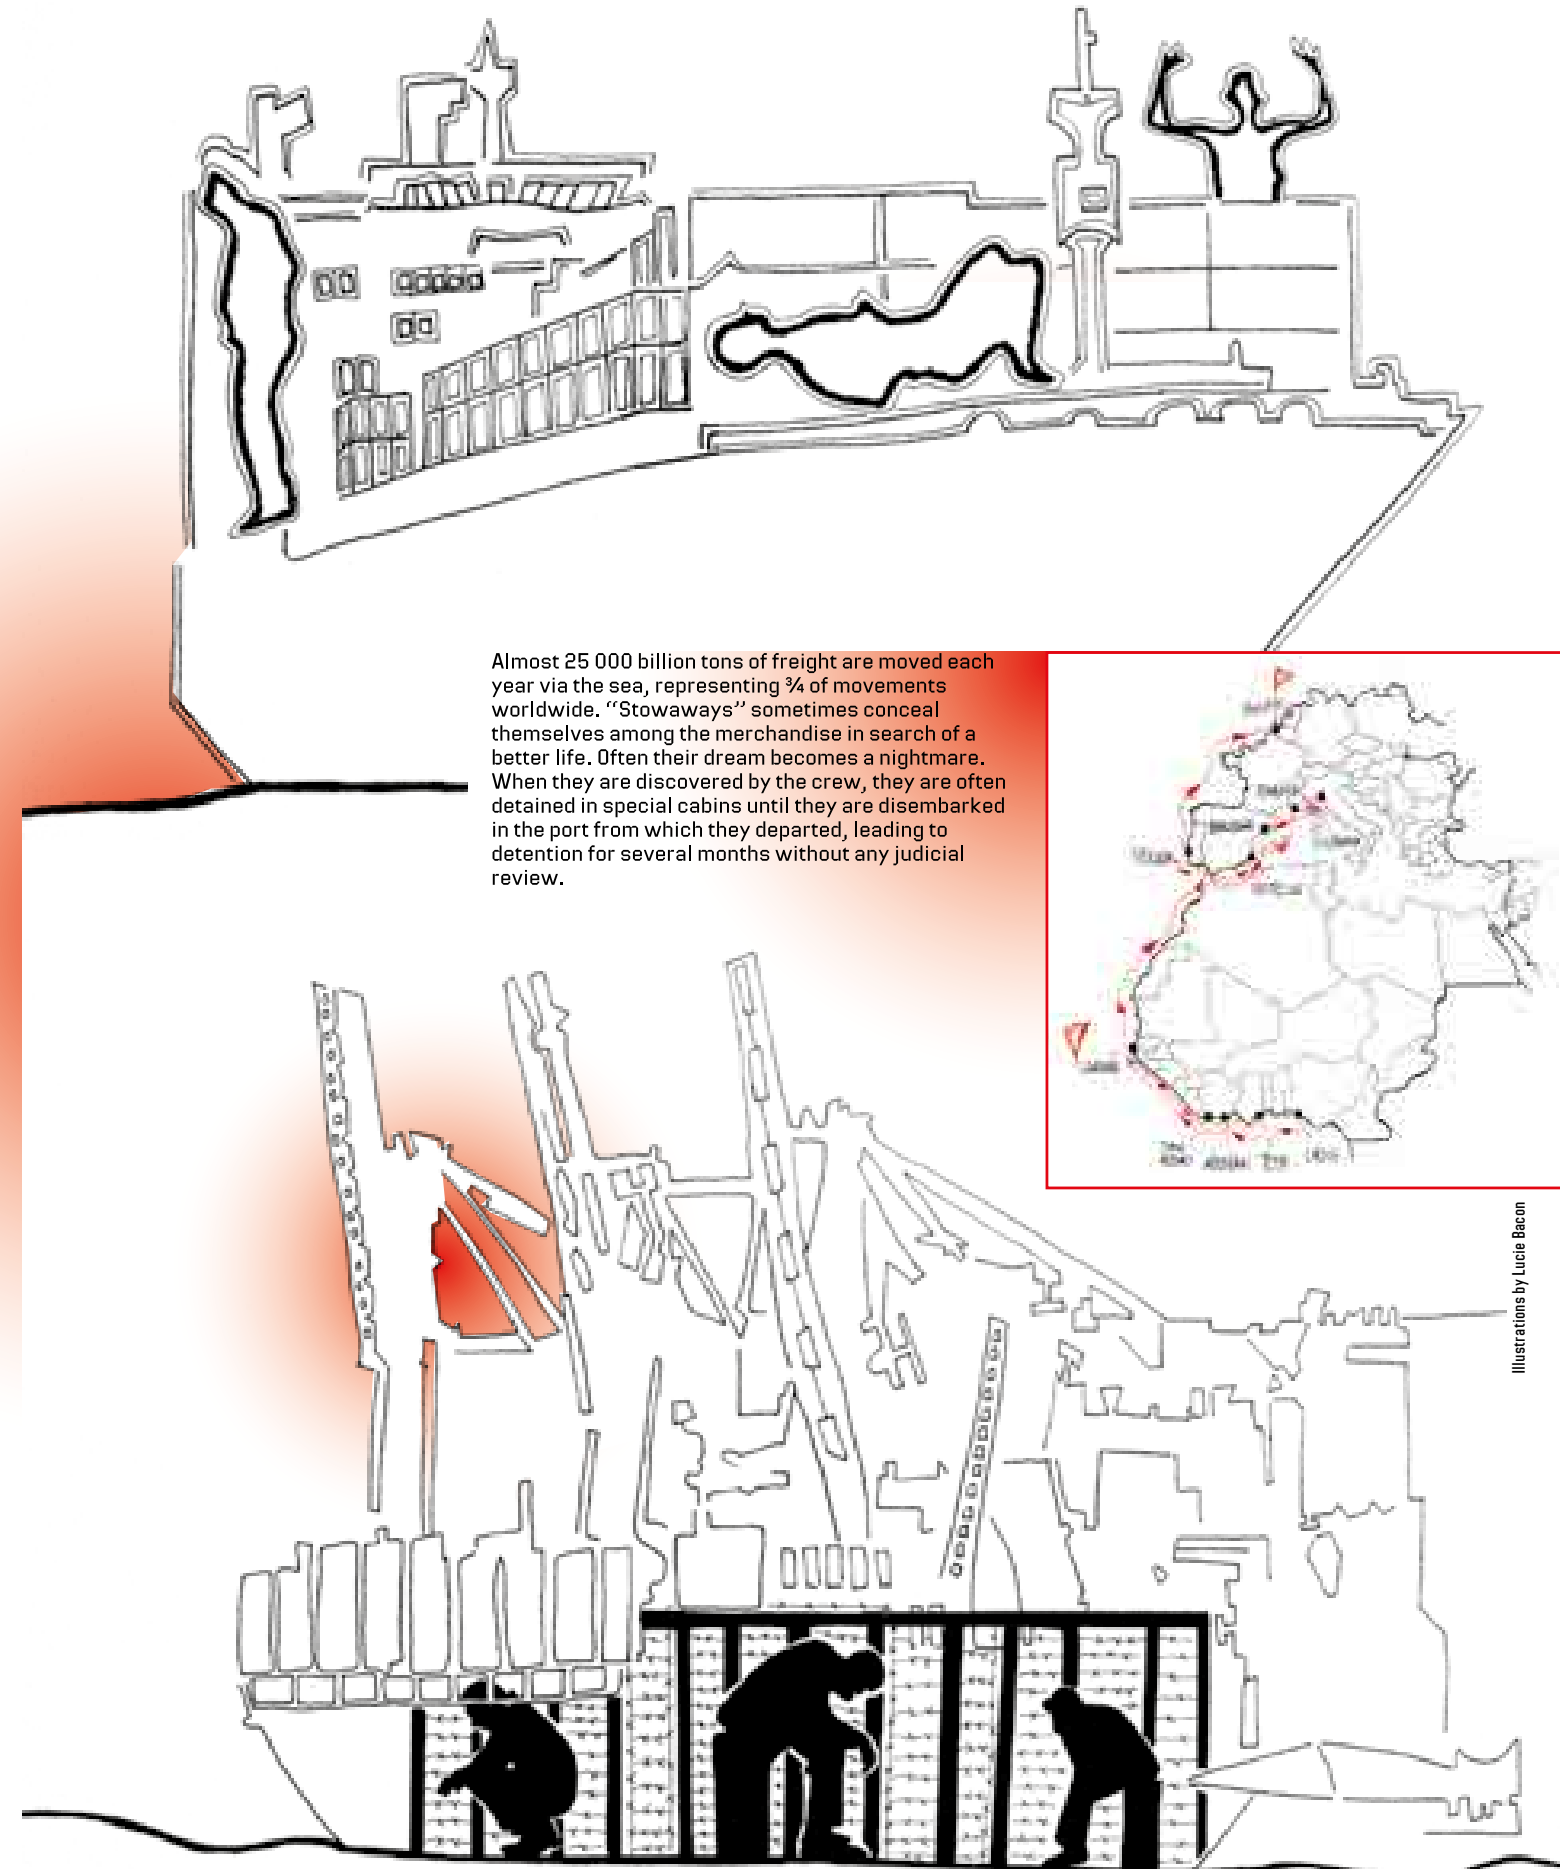 Almost 25 000 billion tons of freight are moved each
year via the sea, representing ¾ of movements
worldwide. “Stowaways” sometimes conceal
themselves among the merchandise in search of a
better life. Often their dream becomes a nightmare.
When they are discovered by the crew, they are often
detained in special cabins until they are disembarked
in the port from which they departed, leading to
detention for several months without any judicial
review.
Illustrations by Lucie Bacon